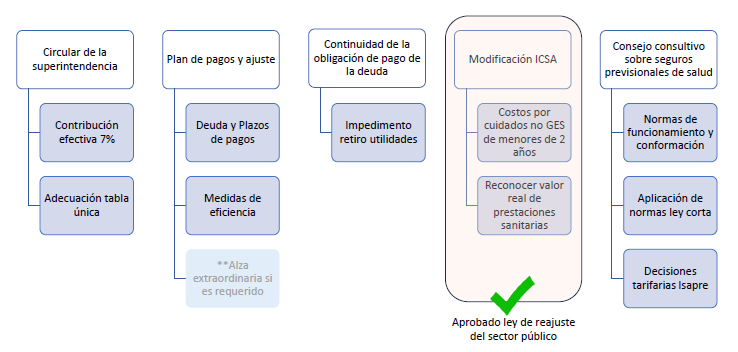 Circular de la
superintendencia
Contribución
efectiva 7%
Adecuación tabla
única
Plan de pagos y ajuste
Deuda y Plazos
de pagos
Medidas de
eficiencia
**Alza
extraordinaria si
es requerido
Continuidad de la
obligación de pago de
la deuda
Impedimento
retiro utilidades
Modificación ICSA
Costos por
cuidados no GES
de menores de 2
años
Reconocer valor
real de
prestaciones
sanitarias
Aprobado ley de reajuste
del sector público
Consejo consultivo
sobre seguros
previsionales de salud
Normas de
funcionamiento y
conformación
Aplicación de
normas ley corta
Decisiones
tarifarias Isapre